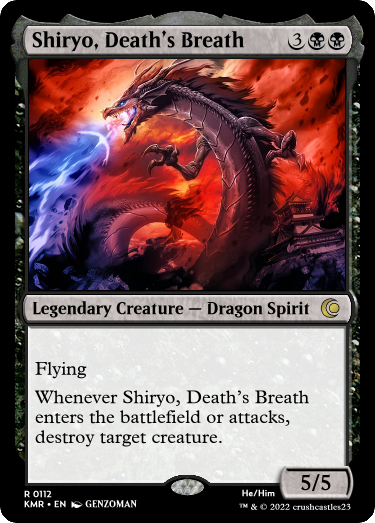 Shiryo, Death's Breath 3
Legendary Creature — Dragon Spirit
Flying
Whenever Shiryo, Death's Breath
enters the battlefield or attacks,
destroy target creature.
5/5
R 0112
He/Him
KMR • EN GENZOMAN
™ & © 2022 crushcastles23